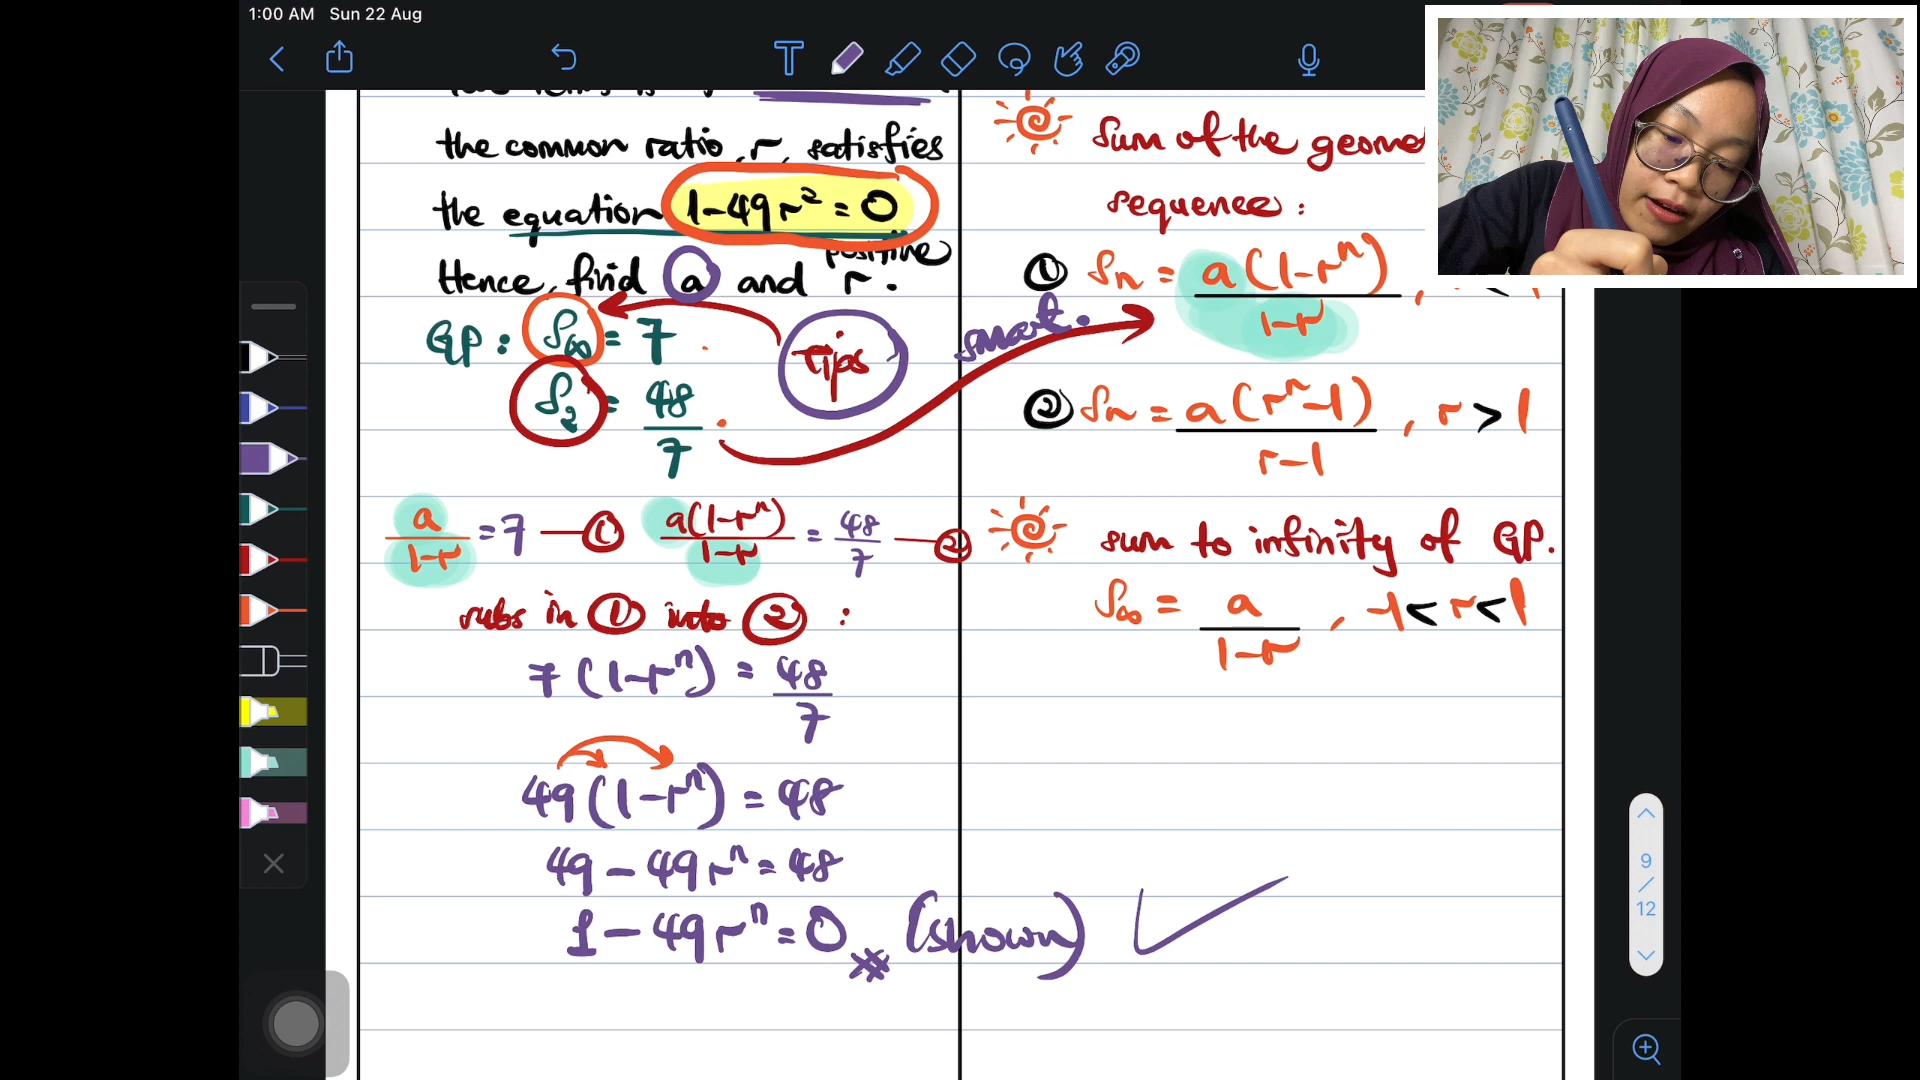 1:00 AM Sun 22 Aug
the common ratio, r, satisfies
the equation 1-49r² = 0
positive
Hence, find a and r.
GP: S∞ = 7
S₂ = 48/7
tips
smart.
a/(1-r) = 7 — ① a(1-rⁿ)/(1-r) = 48/7 — ②
subs in ① into ② :
7(1-rⁿ) = 48/7
49(1-rⁿ) = 48
49 - 49rⁿ = 48
1 - 49rⁿ = 0 (shown)
Sum of the geome
sequence :
① Sn = a(1-rⁿ)/(1-r) ,
② Sn = a(rⁿ-1)/(r-1) , r > 1
sum to infinity of GP.
S∞ = a/(1-r) , -1 < r < 1
9
/
12